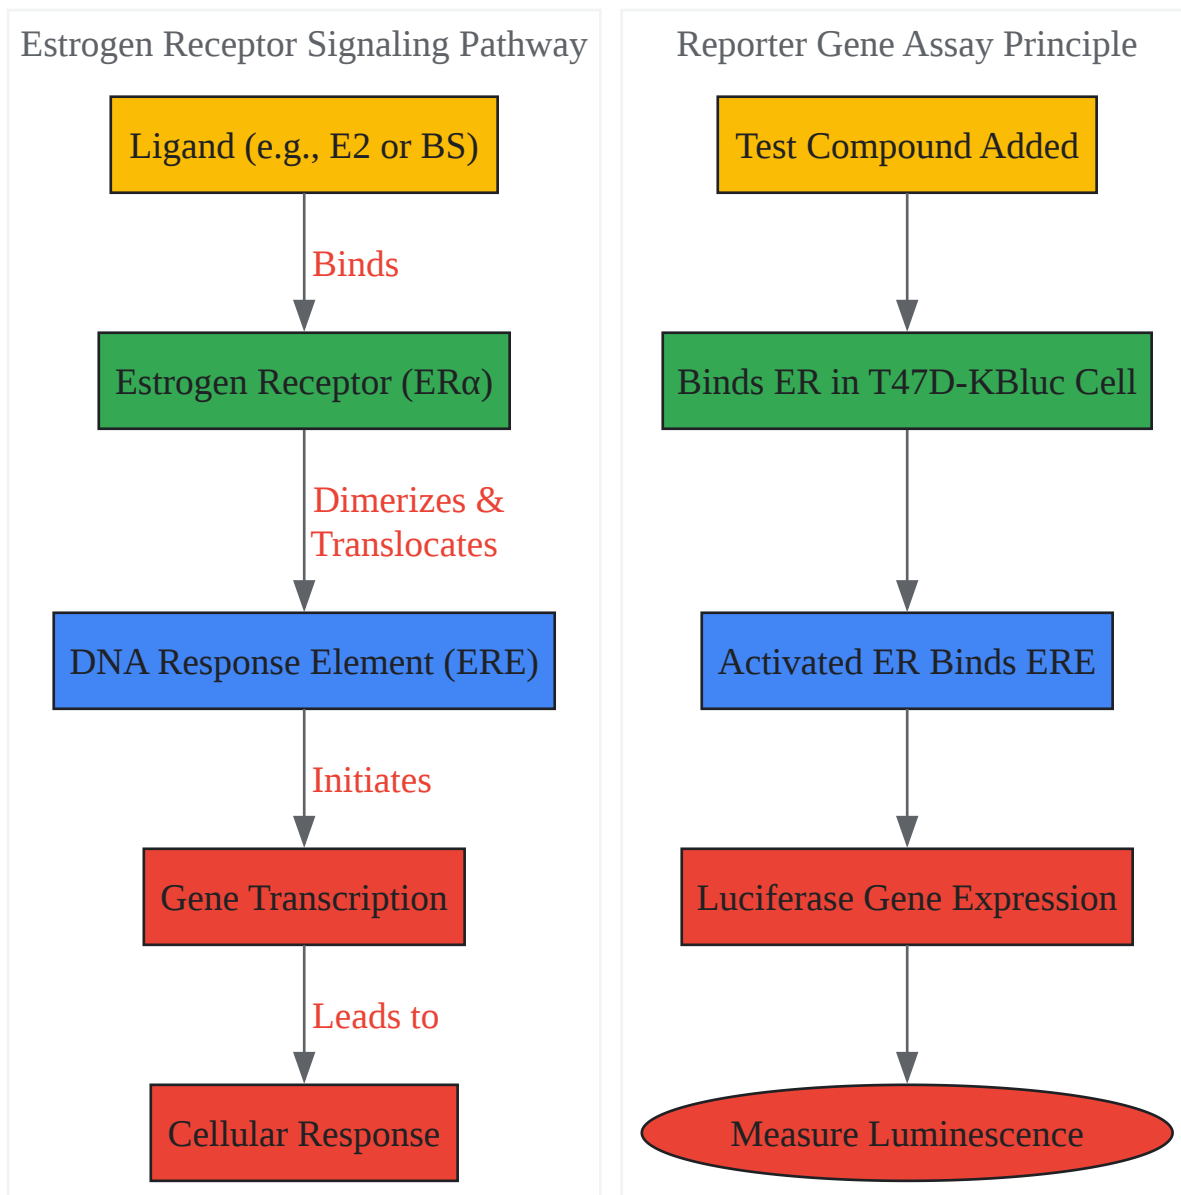 Estrogen Receptor Signaling Pathway
Ligand (e.g., E2 or BS)
Binds
Estrogen Receptor (ERα)
Dimerizes &
Translocates
DNA Response Element (ERE)
Initiates
Gene Transcription
Leads to
Cellular Response
Reporter Gene Assay Principle
Test Compound Added
Binds ER in T47D-KBluc Cell
Activated ER Binds ERE
Luciferase Gene Expression
Measure Luminescence